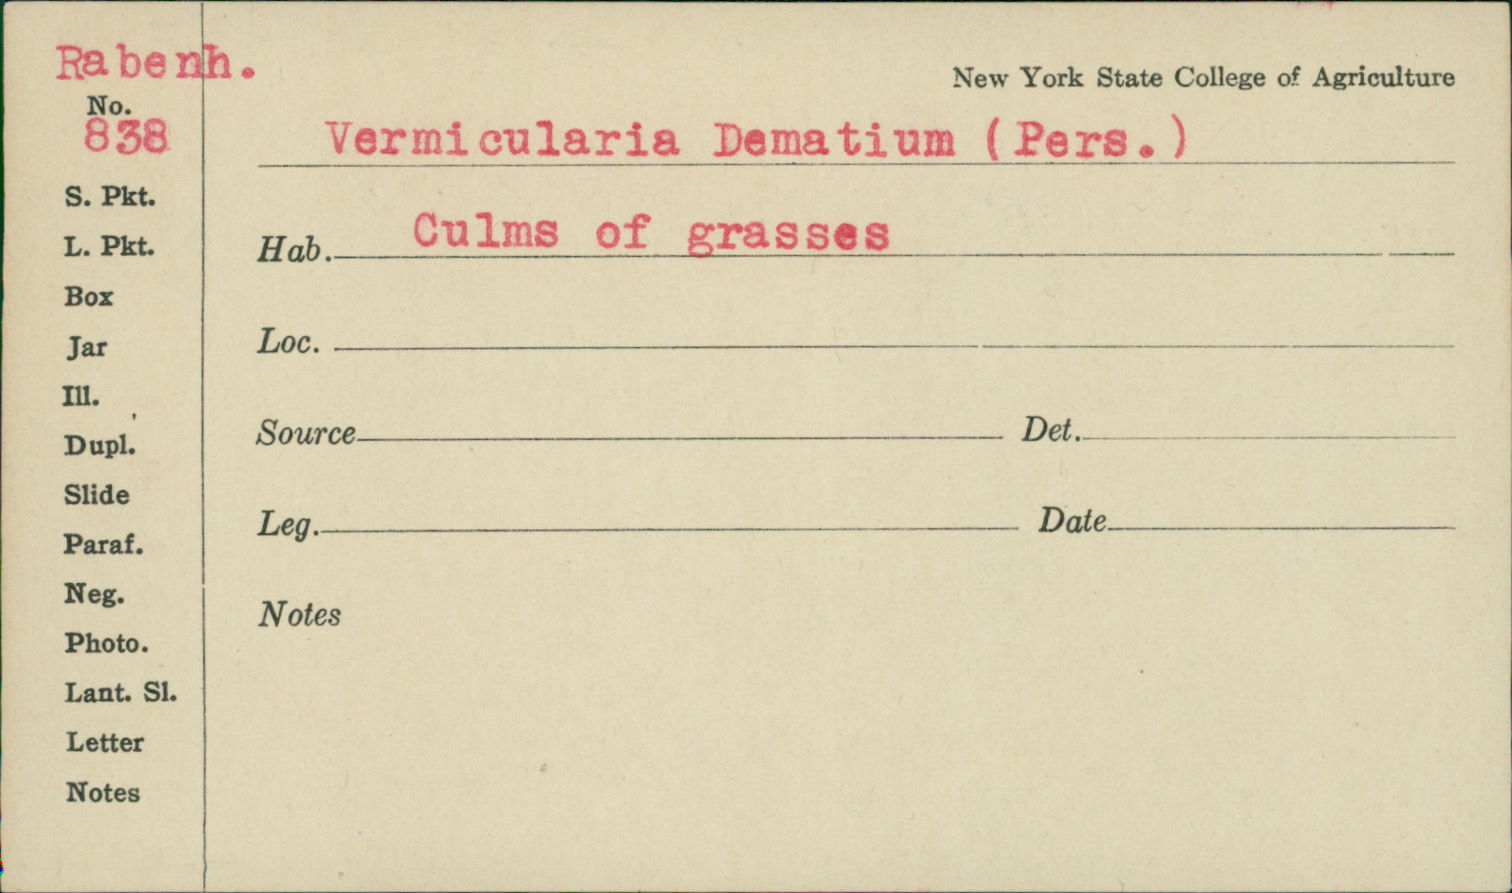 Rabenh.
New York State College of Agriculture
No.
838
Vermicularia Dematium (Pers.)
S. Pkt.
L. Pkt.
Hab. Culms of grasses
Box
Jar
Loc.
Ill.
Dupl.
Source Det.
Slide
Leg. Date
Paraf.
Neg.
Notes
Photo.
Lant. Sl.
Letter
Notes